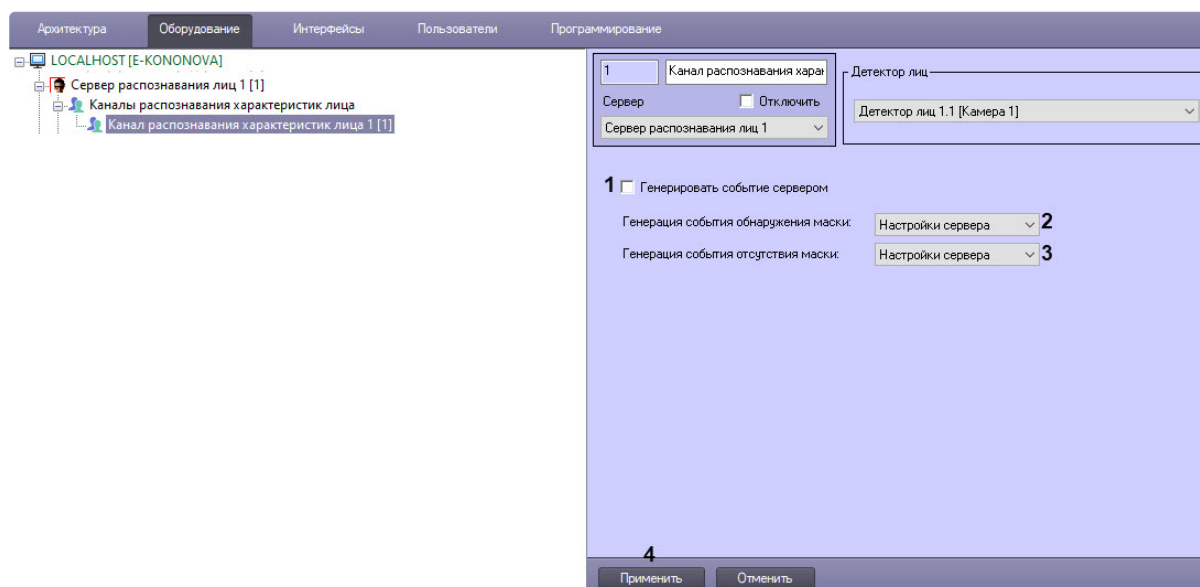 Архитектура Оборудование Интерфейсы Пользователи Программирование
LOCALHOST [E-KONONOVA]
Сервер распознавания лиц 1 [1]
Каналы распознавания характеристик лица
Канал распознавания характеристик лица 1 [1]
1 Канал распознавания харак
Сервер Отключить
Сервер распознавания лиц 1
Детектор лиц
Детектор лиц 1.1 [Камера 1]
1 Генерировать событие сервером
Генерация события обнаружения маски: Настройки сервера 2
Генерация события отсутствия маски: Настройки сервера 3
4
Применить Отменить